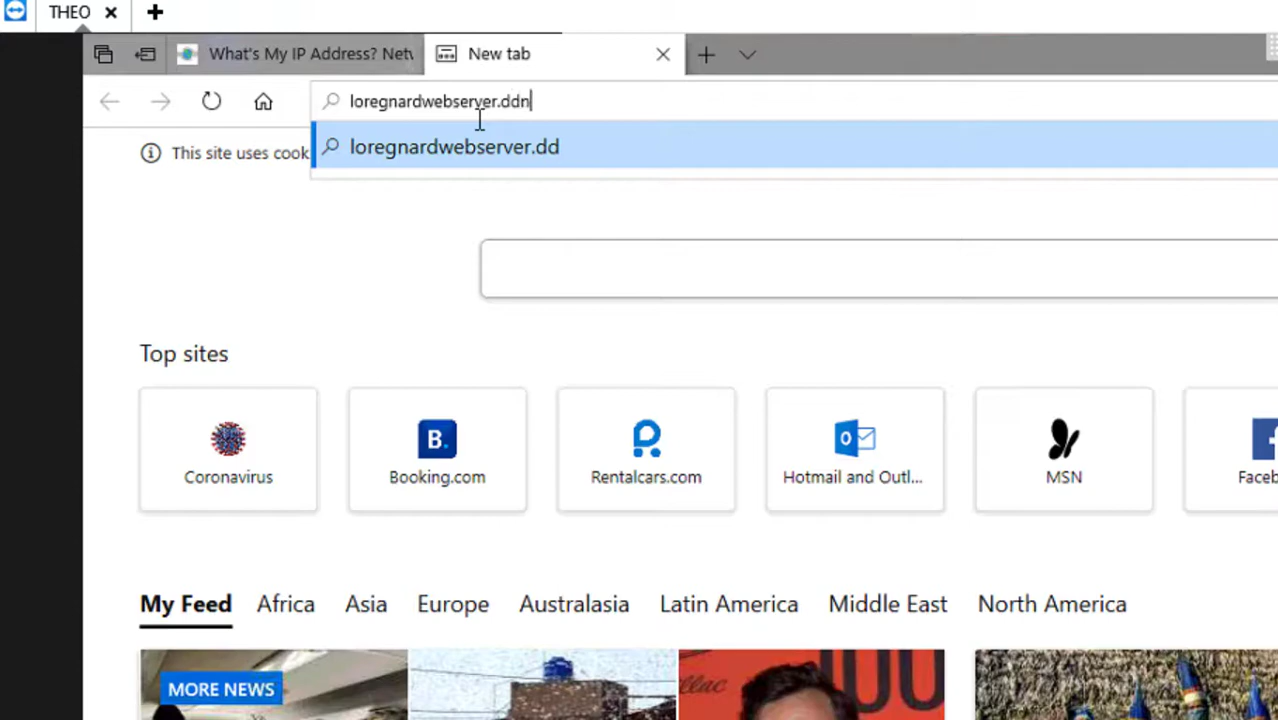 THEO
What's My IP Address? Netv
New tab
loregnardwebserver.ddn
loregnardwebserver.dd
This site uses cook
Top sites
B.
O
Coronavirus
Booking.com
Rentalcars.com
Hotmail and Outl...
MSN
Faceb
My Feed
Africa
Asia
Europe
Australasia
Latin America
Middle East
North America
MORE NEWS